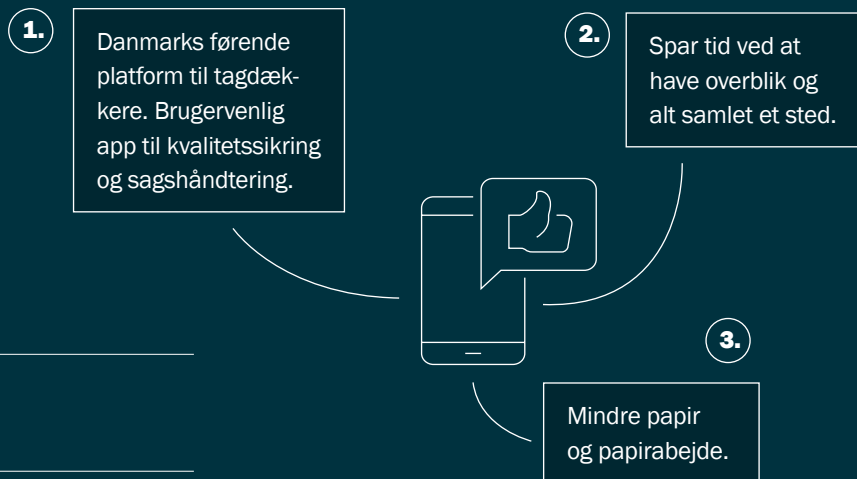 1.
Danmarks førende
platform til tagdæk-
kere. Brugervenlig
app til kvalitetssikring
og sagshåndtering.
2.
Spar tid ved at
have overblik og
alt samlet et sted.
3.
Mindre papir
og papirabejde.